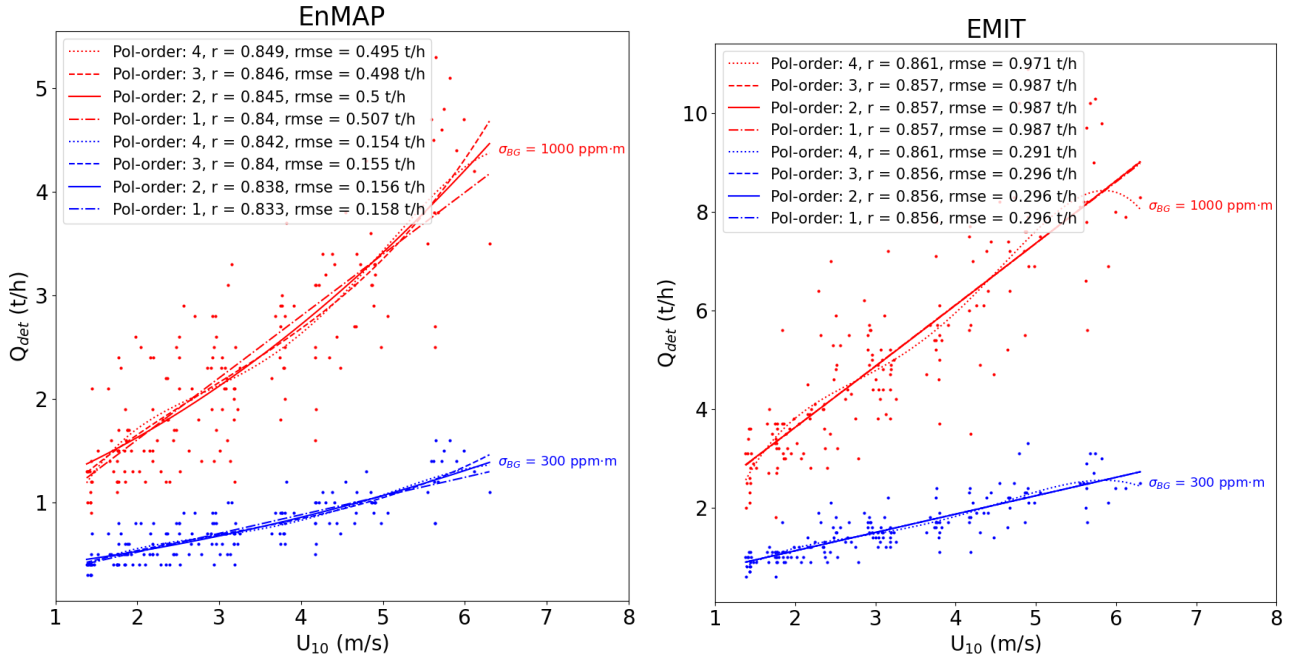 EnMAP
Pol-order: 4, r = 0.849, rmse = 0.495 t/h
Pol-order: 3, r = 0.846, rmse = 0.498 t/h
Pol-order: 2, r = 0.845, rmse = 0.5 t/h
Pol-order: 1, r = 0.84, rmse = 0.507 t/h
Pol-order: 4, r = 0.842, rmse = 0.154 t/h
Pol-order: 3, r = 0.84, rmse = 0.155 t/h
Pol-order: 2, r = 0.838, rmse = 0.156 t/h
Pol-order: 1, r = 0.833, rmse = 0.158 t/h
σ_BG = 1000 ppm·m
σ_BG = 300 ppm·m
Q_det (t/h)
5
4
3
2
1
1 2 3 4 5 6 7 8
U_10 (m/s)
EMIT
Pol-order: 4, r = 0.861, rmse = 0.971 t/h
Pol-order: 3, r = 0.857, rmse = 0.987 t/h
Pol-order: 2, r = 0.857, rmse = 0.987 t/h
Pol-order: 1, r = 0.857, rmse = 0.987 t/h
Pol-order: 4, r = 0.861, rmse = 0.291 t/h
Pol-order: 3, r = 0.856, rmse = 0.296 t/h
Pol-order: 2, r = 0.856, rmse = 0.296 t/h
Pol-order: 1, r = 0.856, rmse = 0.296 t/h
σ_BG = 1000 ppm·m
σ_BG = 300 ppm·m
Q_det (t/h)
10
8
6
4
2
1 2 3 4 5 6 7 8
U_10 (m/s)